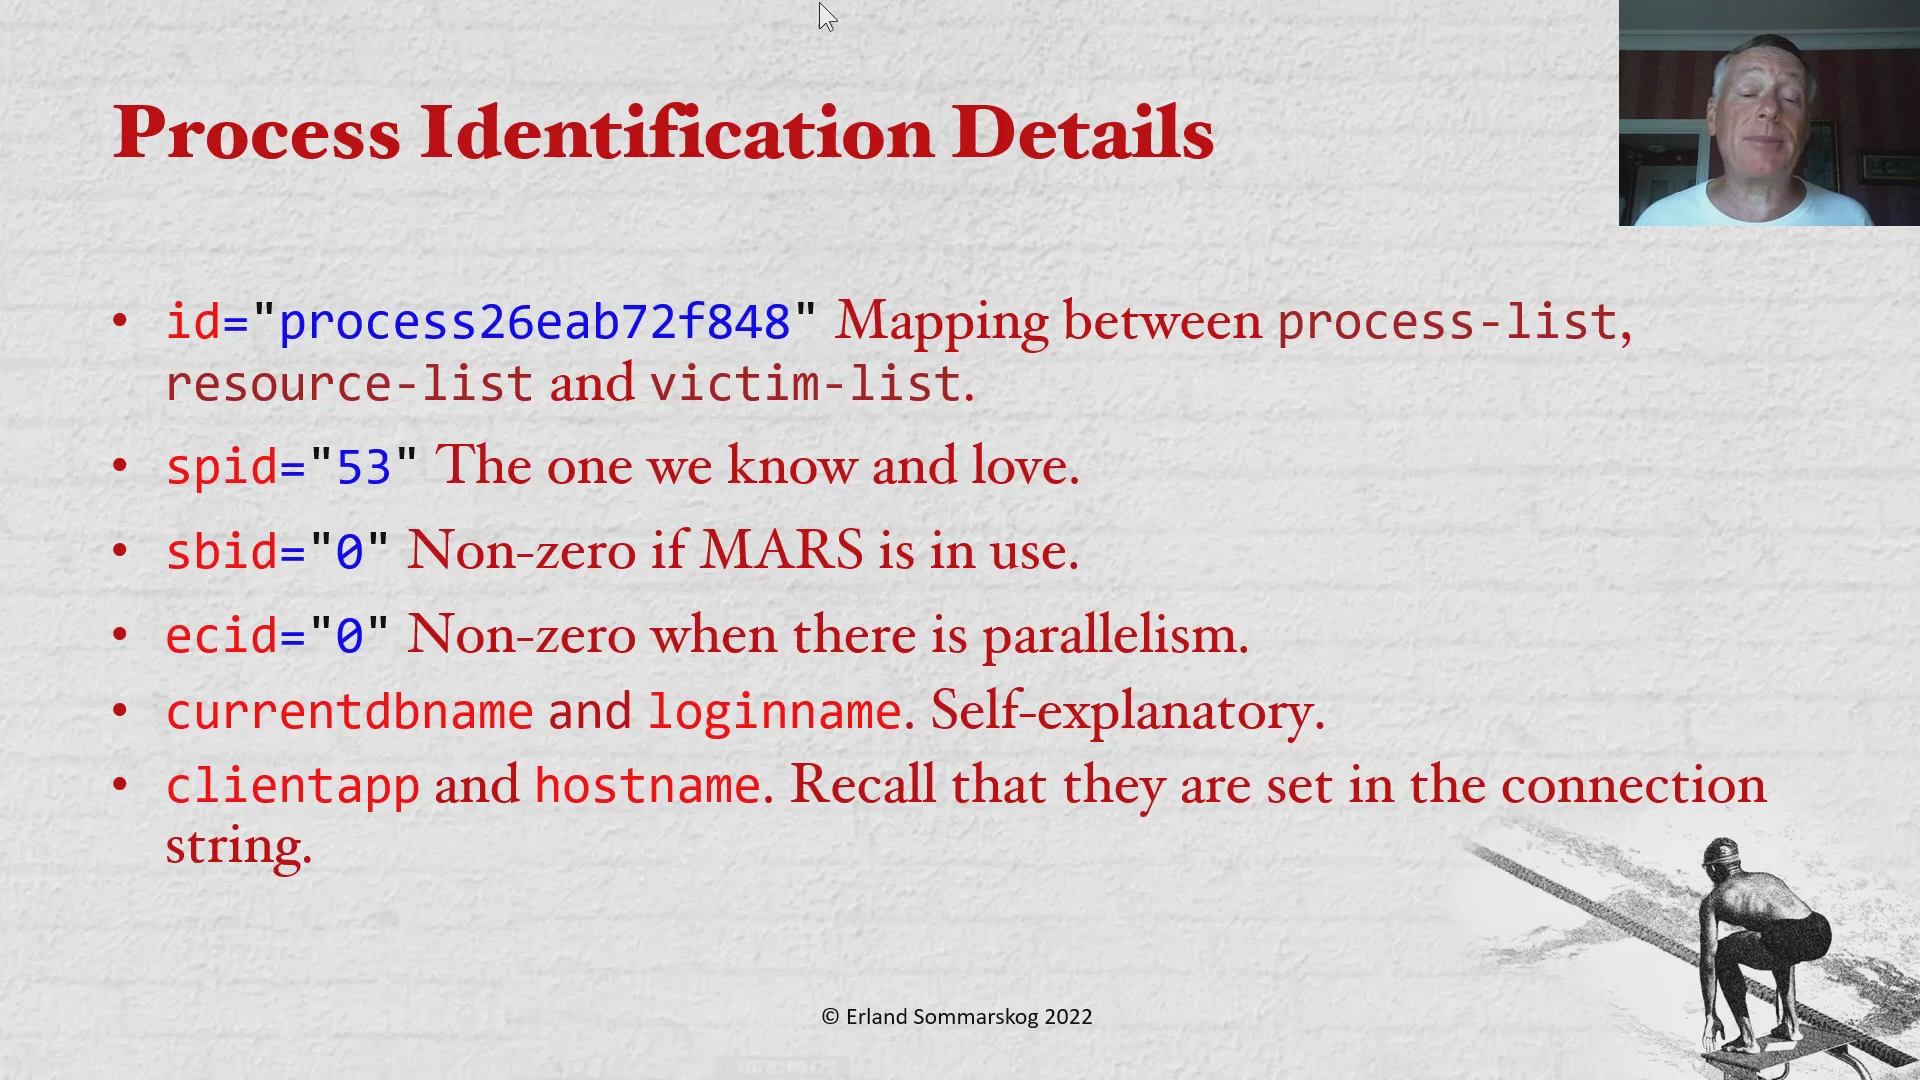 Process Identification Details
• id="process26eab72f848" Mapping between process-list,
resource-list and victim-list.
• spid="53" The one we know and love.
• sbid="0" Non-zero if MARS is in use.
• ecid="0" Non-zero when there is parallelism.
• currentdbname and loginname. Self-explanatory.
• clientapp and hostname. Recall that they are set in the connection
string.
© Erland Sommarskog 2022